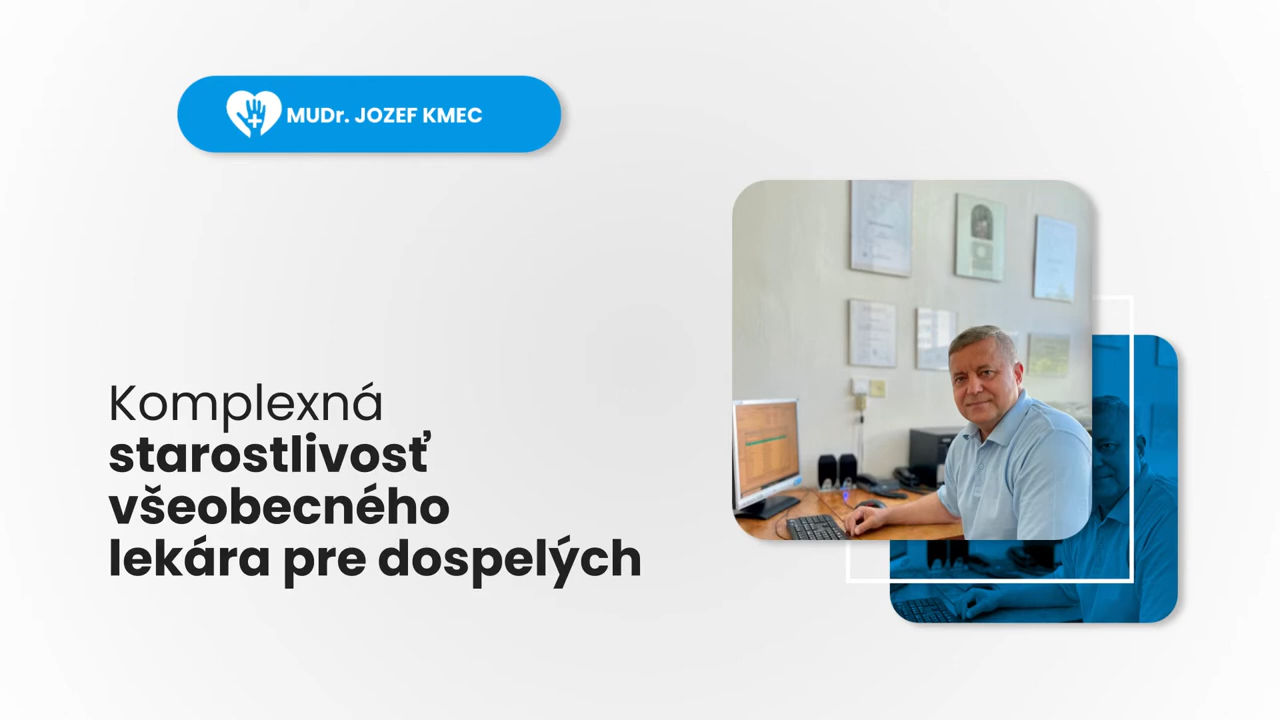 MUDr. JOZEF KMEC
Komplexná
starostlivosť
všeobecného
lekára pre dospelých